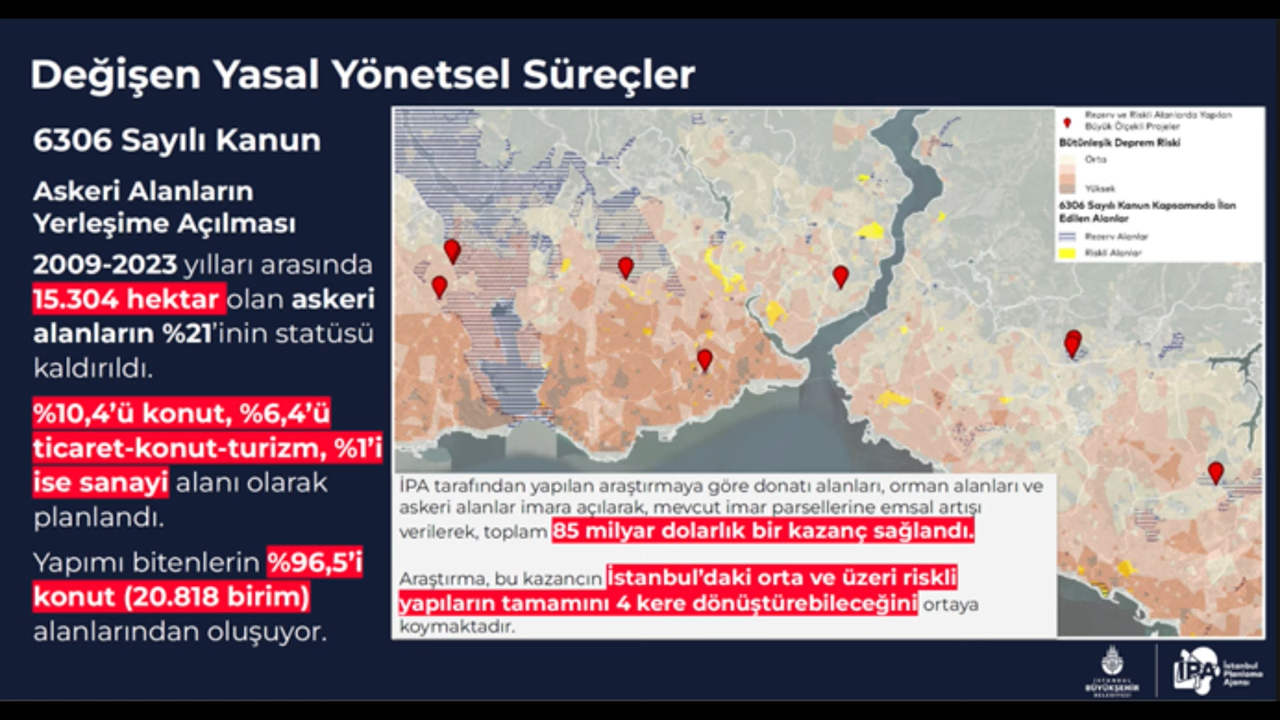 Değişen Yasal Yönetsel Süreçler
6306 Sayılı Kanun
Askeri Alanların
Yerleşime Açılması
2009-2023 yılları arasında
15.304 hektar olan askeri
alanların %21'inin statüsü
kaldırıldı.
%10,4'ü konut, %6,4'ü
ticaret-konut-turizm, %1'i
ise sanayi alanı olarak
planlandı.
Yapımı bitenlerin %96,5'i
konut (20.818 birim)
alanlarından oluşuyor.
Rezerv ve Riskli Alanlarda Yapılan
Büyük Ölçekli Projeler
Bütünleşik Deprem Riski
Orta
Yüksek
6306 Sayılı Kanun Kapsamında İlan
Edilen Alanlar
Rezerv Alanlar
Riskli Alanlar
İPA tarafından yapılan araştırmaya göre donatı alanları, orman alanları ve
askeri alanlar imara açılarak, mevcut imar parsellerine emsal artışı
verilerek, toplam 85 milyar dolarlık bir kazanç sağlandı.
Araştırma, bu kazancın İstanbul'daki orta ve üzeri riskli
yapıların tamamını 4 kere dönüştürebileceğini ortaya
koymaktadır.
İSTANBUL
BÜYÜKŞEHİR
BELEDİYESİ
İPA
İstanbul
Planlama
Ajansı